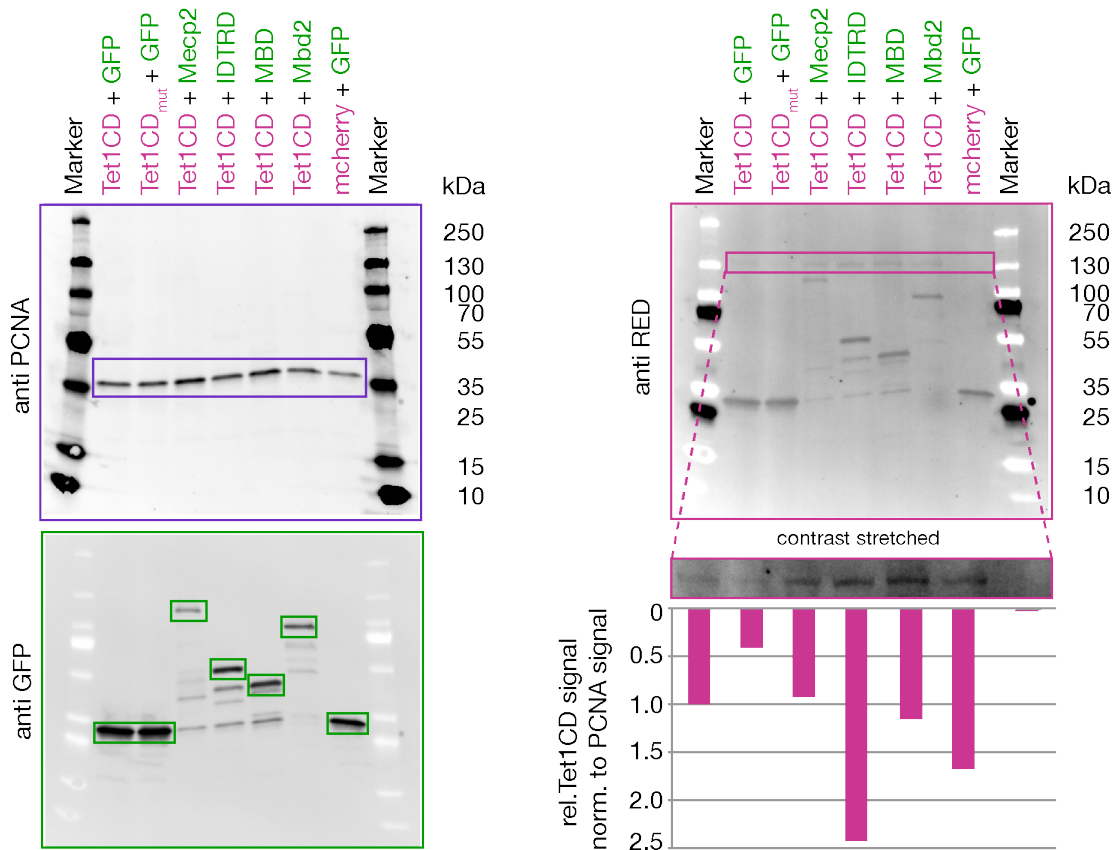 Marker
Tet1CD + GFP
Tet1CDmut + GFP
Tet1CD + Mecp2
Tet1CD + IDTRD
Tet1CD + MBD
Tet1CD + Mbd2
mcherry + GFP
Marker
kDa
anti PCNA
250
130
100
70
55
35
25
15
10
anti GFP
Marker
Tet1CD + GFP
Tet1CDmut + GFP
Tet1CD + Mecp2
Tet1CD + IDTRD
Tet1CD + MBD
Tet1CD + Mbd2
mcherry + GFP
Marker
kDa
anti RED
250
130
100
70
55
35
25
15
10
contrast stretched
rel.Tet1CD signal
norm. to PCNA signal
0
0.5
1.0
1.5
2.0
2.5